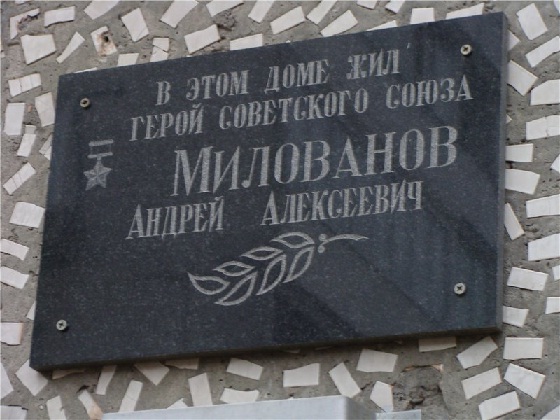 В ЭТОМ ДОМЕ ЖИЛ
ГЕРОЙ СОВЕТСКОГО СОЮЗА
МИЛОВАНОВ
АНДРЕЙ АЛЕКСЕЕВИЧ